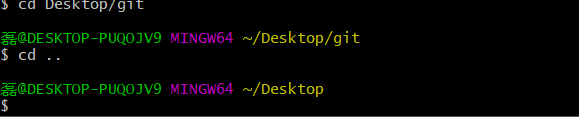 $ cd Desktop/git
磊@DESKTOP-PUQOJV9 MINGW64 ~/Desktop/git
$ cd ..
磊@DESKTOP-PUQOJV9 MINGW64 ~/Desktop
$